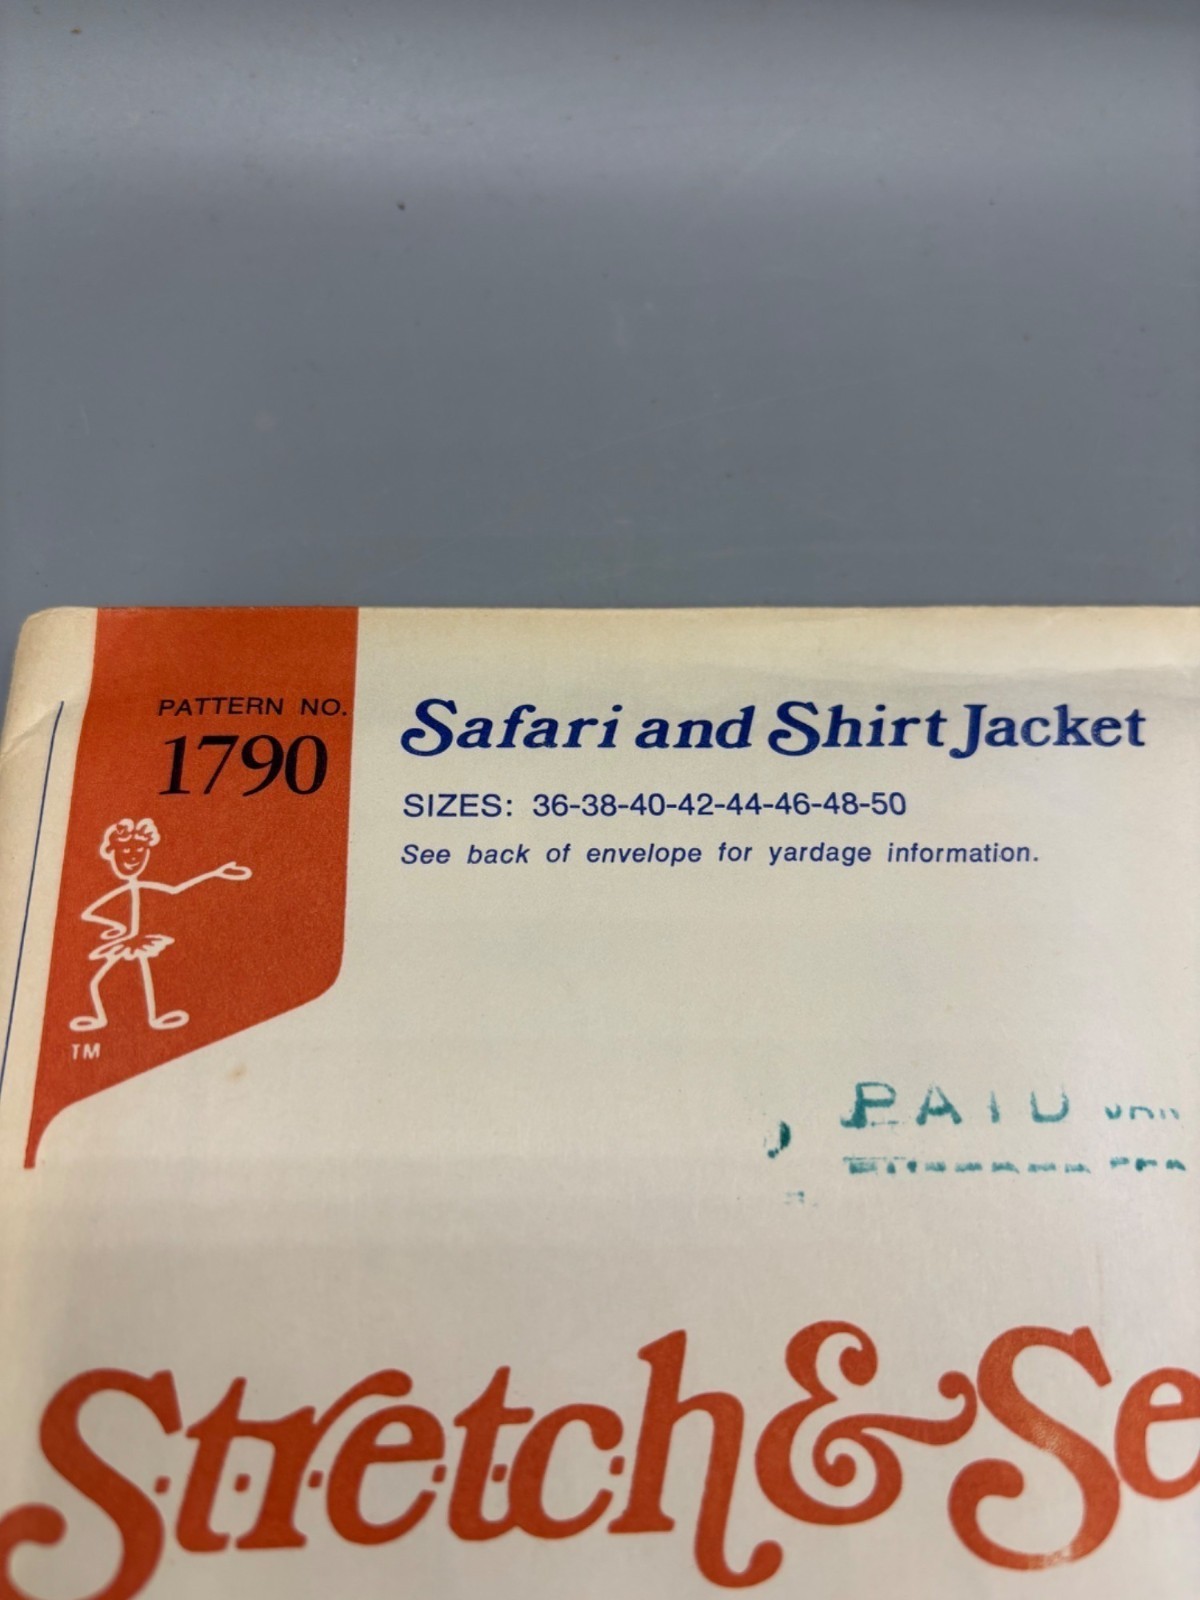 PATTERN NO.
1790
Safari and Shirt Jacket
SIZES: 36-38-40-42-44-46-48-50
See back of envelope for yardage information.
TM
PAID
Stretch & Se